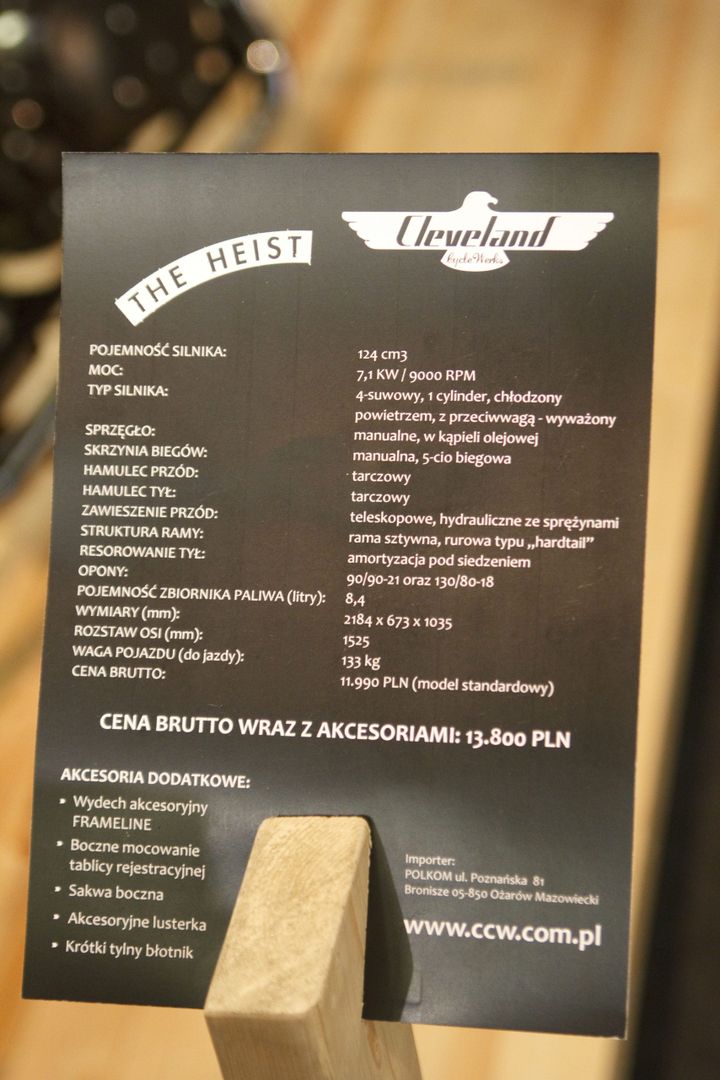 THE HEIST
Cleveland
CycleWerks
POJEMNOŚĆ SILNIKA: 124 cm3
MOC: 7,1 KW / 9000 RPM
TYP SILNIKA: 4-suwowy, 1 cylinder, chłodzony
powietrzem, z przeciwwagą - wyważony
SPRZĘGŁO: manualne, w kąpieli olejowej
SKRZYNIA BIEGÓW: manualna, 5-cio biegowa
HAMULEC PRZÓD: tarczowy
HAMULEC TYŁ: tarczowy
ZAWIESZENIE PRZÓD: teleskopowe, hydrauliczne ze sprężynami
STRUKTURA RAMY: rama sztywna, rurowa typu „hardtail”
RESOROWANIE TYŁ: amortyzacja pod siedzeniem
OPONY: 90/90-21 oraz 130/80-18
POJEMNOŚĆ ZBIORNIKA PALIWA (litry): 8,4
WYMIARY (mm): 2184 x 673 x 1035
ROZSTAW OSI (mm): 1525
WAGA POJAZDU (do jazdy): 133 kg
CENA BRUTTO: 11.990 PLN (model standardowy)
CENA BRUTTO WRAZ Z AKCESORIAMI: 13.800 PLN
AKCESORIA DODATKOWE:
• Wydech akcesoryjny
FRAMELINE
• Boczne mocowanie
tablicy rejestracyjnej
• Sakwa boczna
• Akcesoryjne lusterka
• Krótki tylny błotnik
Importer:
POLKOM ul. Poznańska 81
Bronisze 05-850 Ożarów Mazowiecki
www.ccw.com.pl